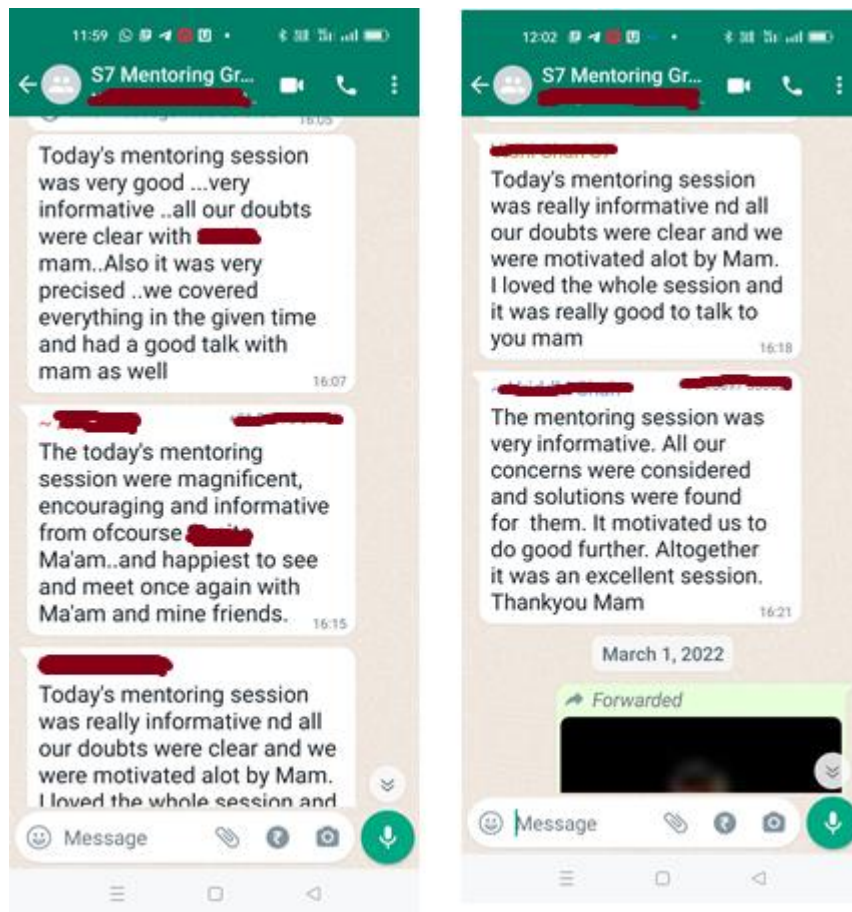 11:59
S7 Mentoring Gr...
16:05
Today's mentoring session
was very good ...very
informative ..all our doubts
were clear with
mam..Also it was very
precised ..we covered
everything in the given time
and had a good talk with
mam as well
16:07
~
The today's mentoring
session were magnificent,
encouraging and informative
from ofcourse
Ma'am..and happiest to see
and meet once again with
Ma'am and mine friends.
16:15
Today's mentoring session
was really informative nd all
our doubts were clear and we
were motivated alot by Mam.
I loved the whole session and
Message
12:02
S7 Mentoring Gr...
Today's mentoring session
was really informative nd all
our doubts were clear and we
were motivated alot by Mam.
I loved the whole session and
it was really good to talk to
you mam
16:18
The mentoring session was
very informative. All our
concerns were considered
and solutions were found
for them. It motivated us to
do good further. Altogether
it was an excellent session.
Thankyou Mam
16:21
March 1, 2022
Forwarded
Message